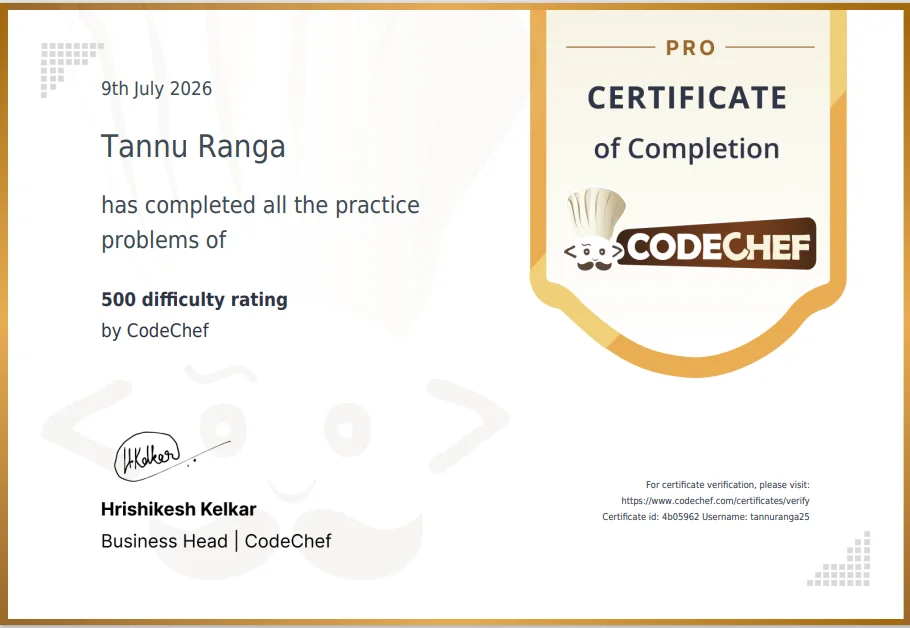 9th July 2026
Tannu Ranga
has completed all the practice
problems of
500 difficulty rating
by CodeChef
PRO
CERTIFICATE
of Completion
CODECHEF
H.Kelkar
Hrishikesh Kelkar
Business Head | CodeChef
For certificate verification, please visit:
https://www.codechef.com/certificates/verify
Certificate id: 4b05962 Username: tannuranga25